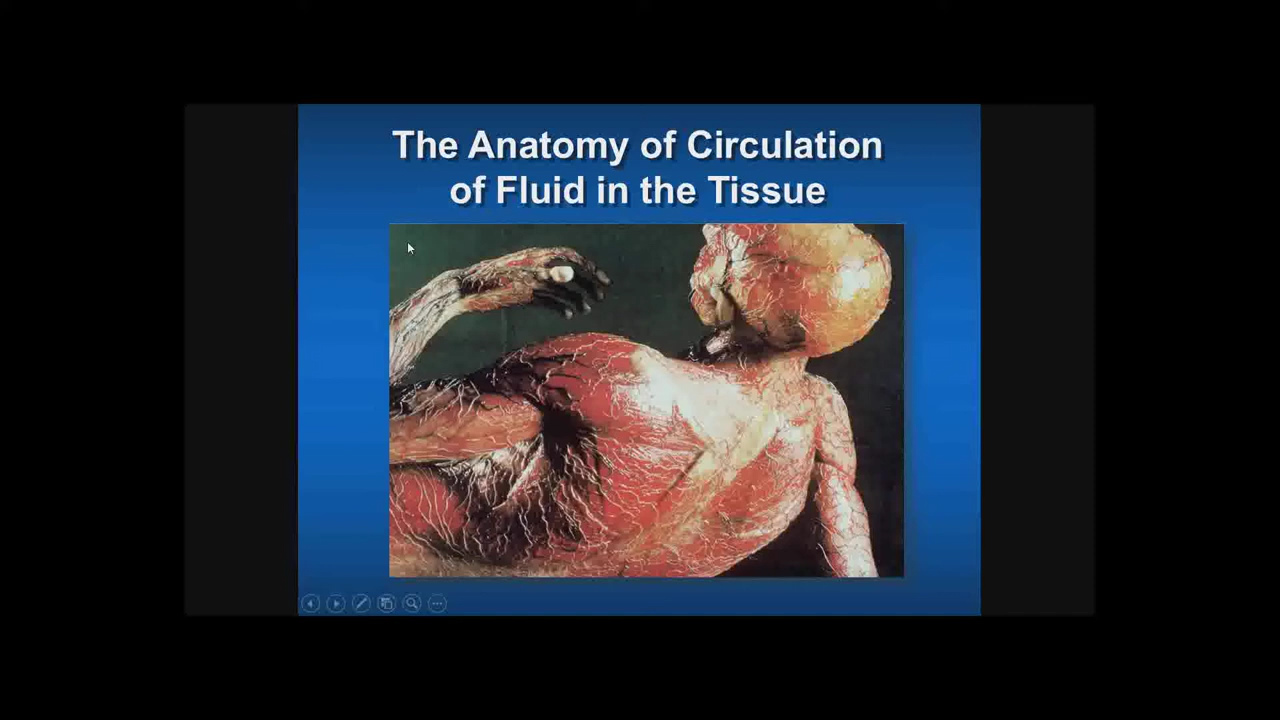 The Anatomy of Circulation
of Fluid in the Tissue